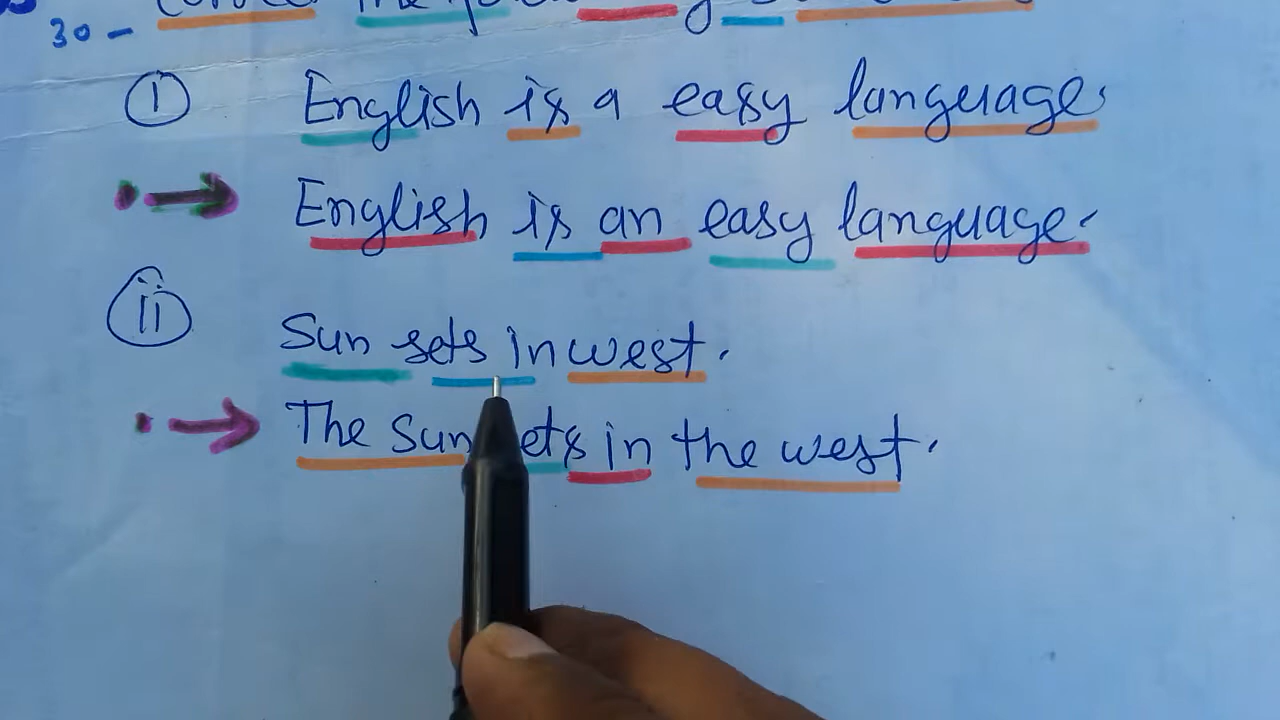 30-
① English is a easy language.
English is an easy language.
ii Sun sets in west.
The Sun sets in the west.